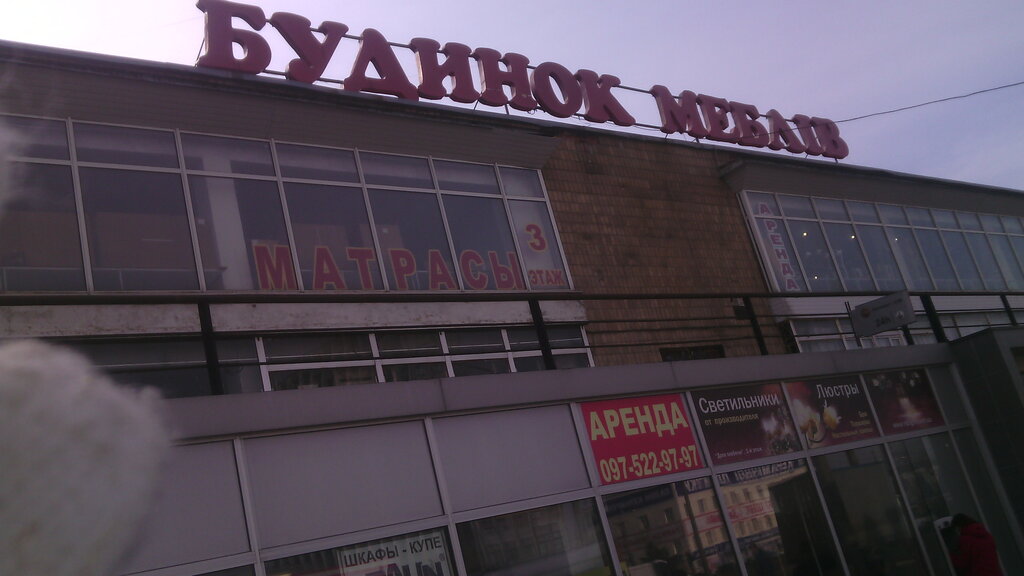 БУДИНОК МЕБЛІВ
МАТРАСЫ
3
ЭТАЖ
АРЕНДА
АРЕНДА
097-522-97-97
Светильники
от производителя
Люстры
ШКАФЫ - КУПЕ